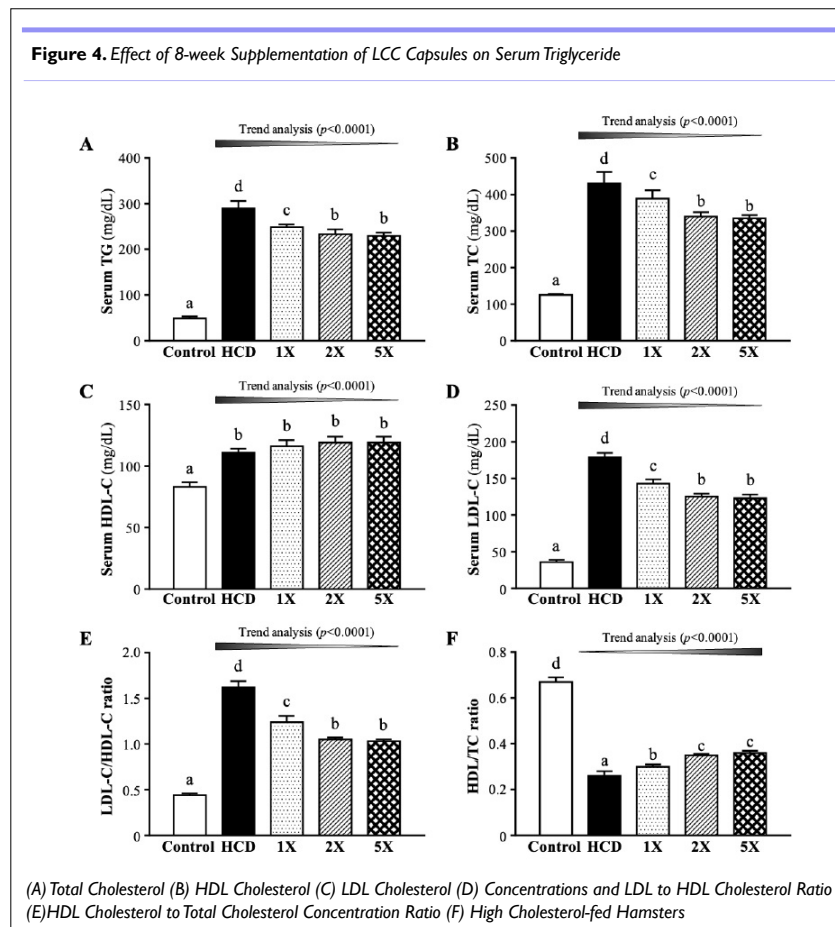 Figure 4. Effect of 8-week Supplementation of LCC Capsules on Serum Triglyceride
A
Trend analysis (p<0.0001)
Serum TG (mg/dL)
400
300
200
100
0
a
d
c
b
b
Control HCD 1X 2X 5X
B
Trend analysis (p<0.0001)
Serum TC (mg/dL)
500
400
300
200
100
0
a
d
c
b
b
Control HCD 1X 2X 5X
C
Trend analysis (p<0.0001)
Serum HDL-C (mg/dL)
150
100
50
0
a
b
b
b
b
Control HCD 1X 2X 5X
D
Trend analysis (p<0.0001)
Serum LDL-C (mg/dL)
250
200
150
100
50
0
a
d
c
b
b
Control HCD 1X 2X 5X
E
Trend analysis (p<0.0001)
LDL-C/HDL-C ratio
2.0
1.5
1.0
0.5
0
a
d
c
b
b
Control HCD 1X 2X 5X
F
Trend analysis (p<0.0001)
HDL/TC ratio
0.8
0.6
0.4
0.2
0
d
a
b
c
c
Control HCD 1X 2X 5X
(A) Total Cholesterol (B) HDL Cholesterol (C) LDL Cholesterol (D) Concentrations and LDL to HDL Cholesterol Ratio
(E)HDL Cholesterol to Total Cholesterol Concentration Ratio (F) High Cholesterol-fed Hamsters